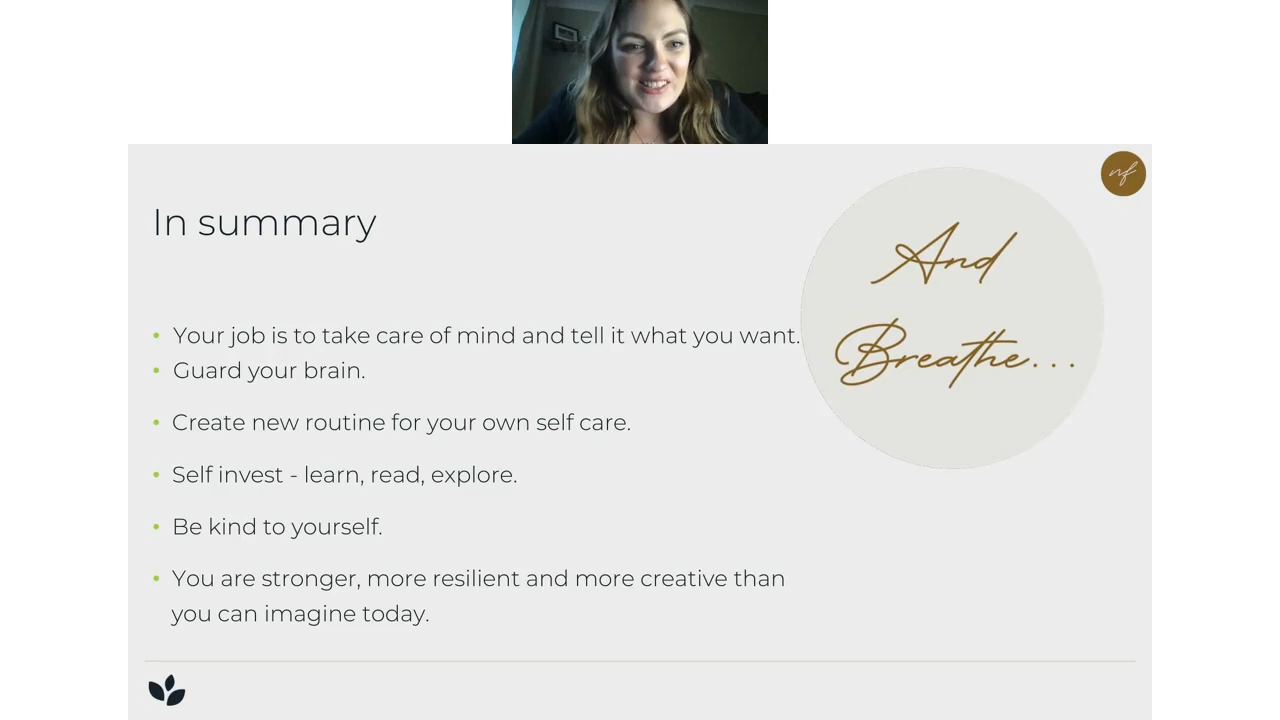 nf
In summary
And
Breathe...
• Your job is to take care of mind and tell it what you want.
• Guard your brain.
• Create new routine for your own self care.
• Self invest - learn, read, explore.
• Be kind to yourself.
• You are stronger, more resilient and more creative than
you can imagine today.